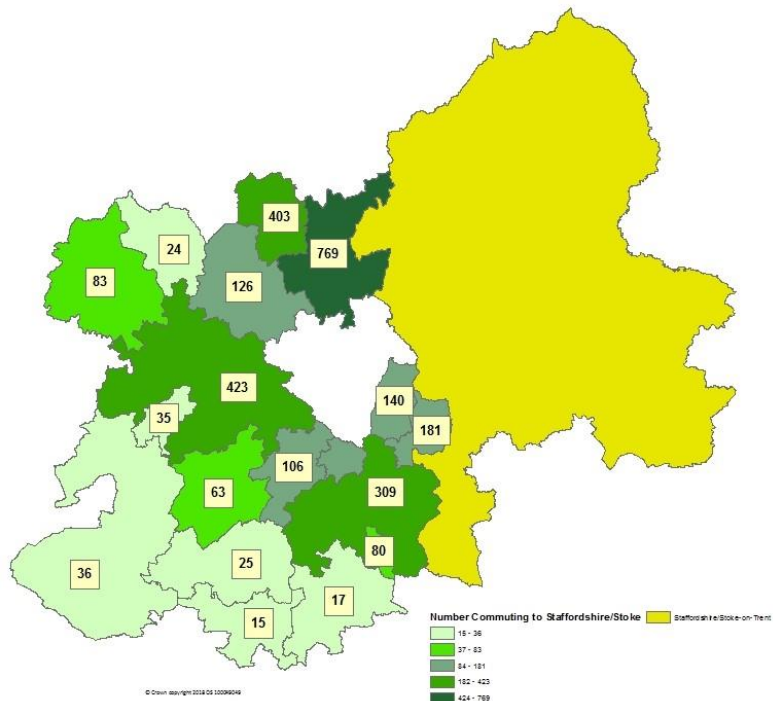 403
24
769
83
126
423
140
35
181
106
63
309
80
25
36
17
15
Number Commuting to Staffordshire/Stoke
Staffordshire/Stoke-on-Trent
15 - 36
37 - 83
84 - 181
182 - 423
424 - 769
© Crown copyright 2018 OS 100049049